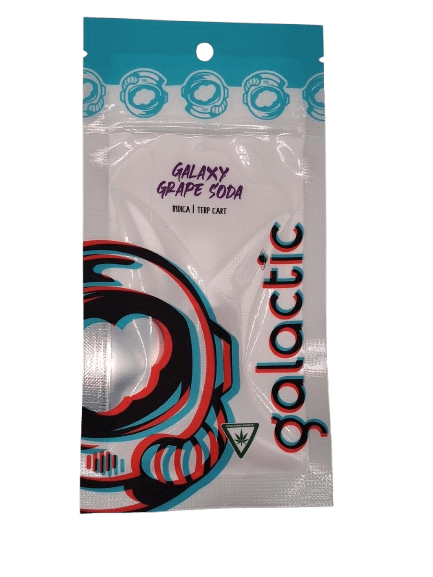 GALAXY
GRAPE SODA
INDICA | TERP CART
galactic